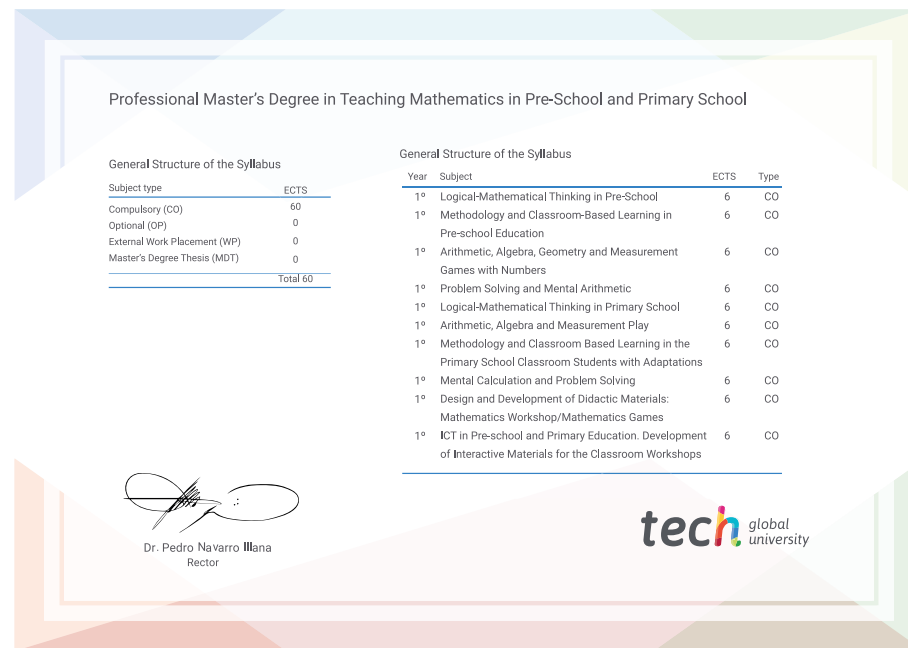 Professional Master's Degree in Teaching Mathematics in Pre-School and Primary School
General Structure of the Syllabus
Subject type ECTS
Compulsory (CO) 60
Optional (OP) 0
External Work Placement (WP) 0
Master's Degree Thesis (MDT) 0
Total 60
General Structure of the Syllabus
Year Subject ECTS Type
1º Logical-Mathematical Thinking in Pre-School 6 CO
1º Methodology and Classroom-Based Learning in 6 CO
Pre-school Education
1º Arithmetic, Algebra, Geometry and Measurement 6 CO
Games with Numbers
1º Problem Solving and Mental Arithmetic 6 CO
1º Logical-Mathematical Thinking in Primary School 6 CO
1º Arithmetic, Algebra and Measurement Play 6 CO
1º Methodology and Classroom Based Learning in the 6 CO
Primary School Classroom Students with Adaptations
1º Mental Calculation and Problem Solving 6 CO
1º Design and Development of Didactic Materials: 6 CO
Mathematics Workshop/Mathematics Games
1º ICT in Pre-school and Primary Education. Development 6 CO
of Interactive Materials for the Classroom Workshops
Dr. Pedro Navarro Illana
Rector
tech global
university